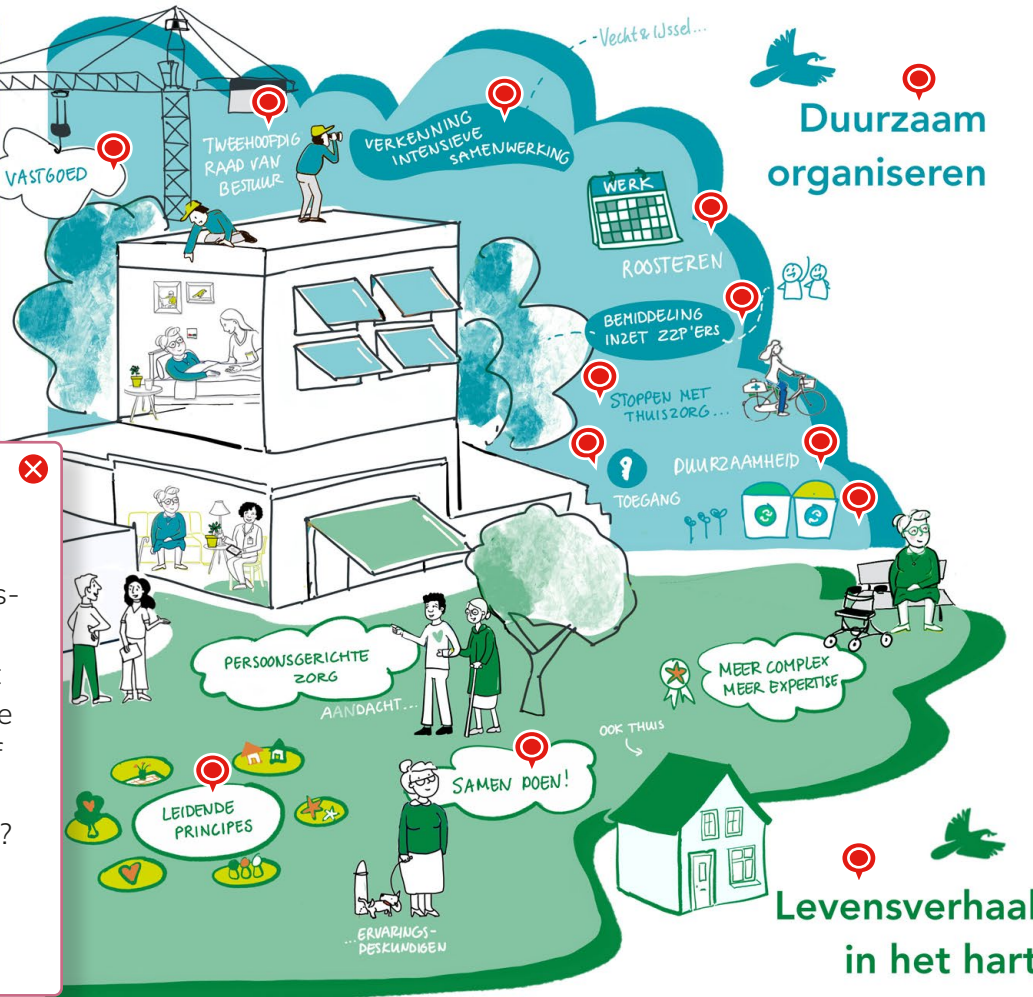 - Vecht & IJssel...
Duurzaam
organiseren
VASTGOED
TWEEHOOFDIG
RAAD VAN
BESTUUR
VERKENNING
INTENSIEVE
SAMENWERKING
WERK
ROOSTEREN
BEMIDDELING
INZET ZZP'ERS
STOPPEN MET
THUISZORG...
TOEGANG
DUURZAAMHEID
s-
e
?
PERSOONSGERICHTE
ZORG
AANDACHT...
MEER COMPLEX
MEER EXPERTISE
OOK THUIS
SAMEN DOEN!
LEIDENDE
PRINCIPES
...ERVARINGS-
DESKUNDIGEN
Levensverhaal
in het hart